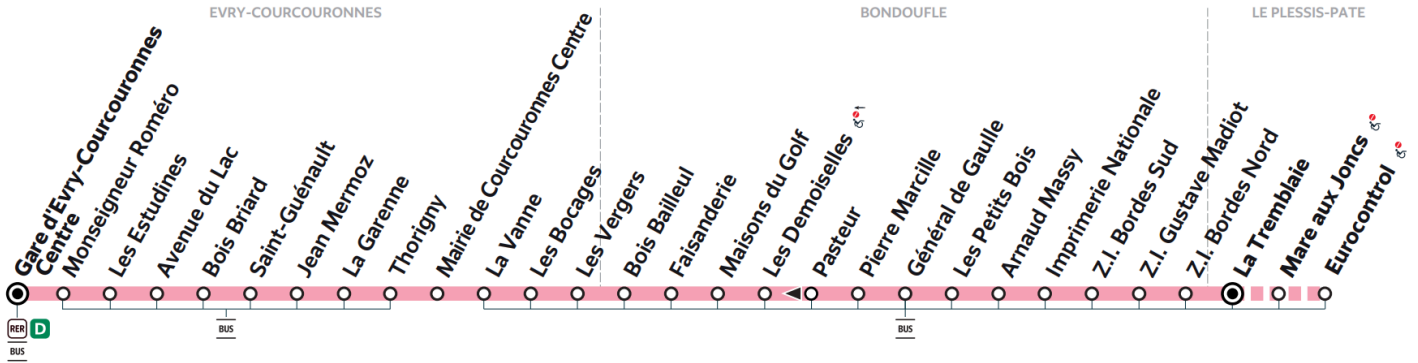 EVRY-COURCOURONNES
BONDOUFLE
LE PLESSIS-PATE
Gare d'Evry-Courcouronnes
Centre
Monseigneur Roméro
Les Estudines
Avenue du Lac
Bois Briard
Saint-Guénault
Jean Mermoz
La Garenne
Thorigny
Mairie de Courcouronnes Centre
La Vanne
Les Bocages
Les Vergers
Bois Bailleul
Faisanderie
Maisons du Golf
Les Demoiselles
Pasteur
Pierre Marcille
Général de Gaulle
Les Petits Bois
Arnaud Massy
Imprimerie Nationale
Z.I. Bordes Sud
Z.I. Gustave Madiot
Z.I. Bordes Nord
La Tremblaie
Mare aux Joncs
Eurocontrol
RER D
BUS
BUS
BUS